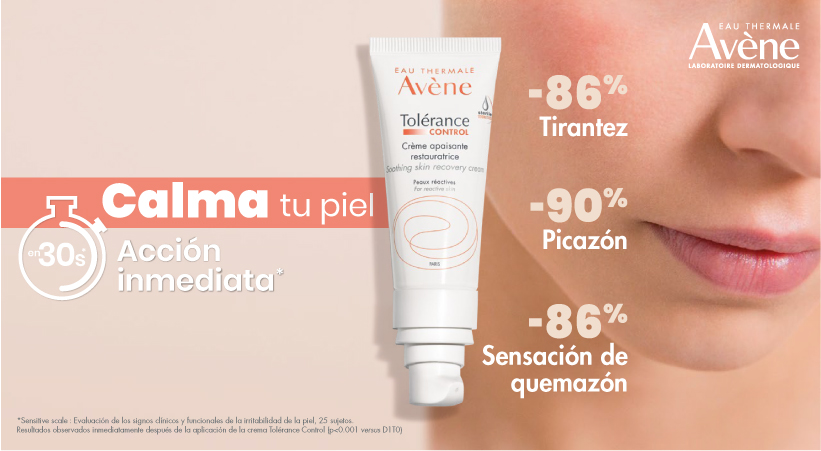 EAU THERMALE
Avène
LABORATOIRE DERMATOLOGIQUE
EAU THERMALE
Avène
Tolérance
CONTROL
Crème apaisante
restauratrice
Soothing skin recovery cream
Peaux réactives
For reactive skin
PARIS
Calma tu piel
en 30s*
Acción
inmediata*
-86%
Tirantez
-90%
Picazón
-86%
Sensación de
quemazón
*Sensitive scale : Evaluación de los signos clínicos y funcionales de la irritabilidad de la piel, 25 sujetos.
Resultados observados inmediatamente después de la aplicación de la crema Tolérance Control (p<0.001 versus D1T0)